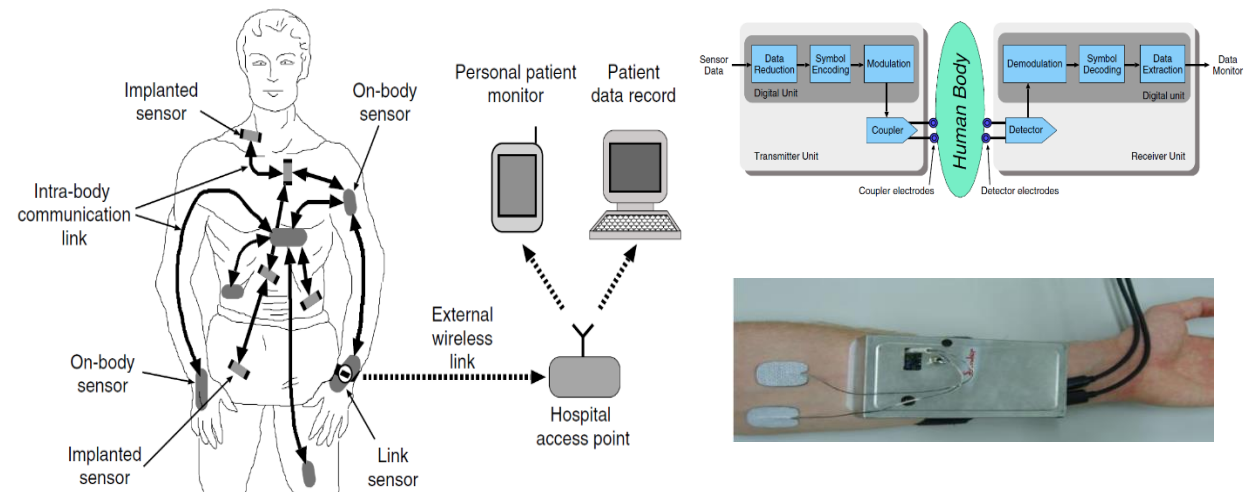 Implanted
sensor
On-body
sensor
Intra-body
communication
link
On-body
sensor
Implanted
sensor
Link
sensor
External
wireless
link
Personal patient
monitor
Patient
data record
Hospital
access point
Sensor
Data
Data
Reduction
Symbol
Encoding
Modulation
Digital Unit
Coupler
Transmitter Unit
Coupler electrodes
Human Body
Demodulation
Symbol
Decoding
Data
Extraction
Data
Monitor
Digital unit
Detector
Receiver Unit
Detector electrodes